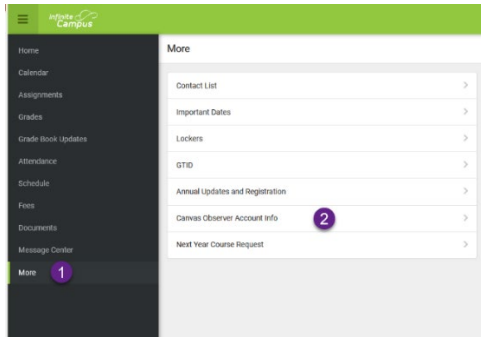 Infinite
Campus
Home
Calendar
Assignments
Grades
Grade Book Updates
Attendance
Schedule
Fees
Documents
Message Center
More
1
More
Contact List
Important Dates
Lockers
GTID
Annual Updates and Registration
Canvas Observer Account Info
2
Next Year Course Request